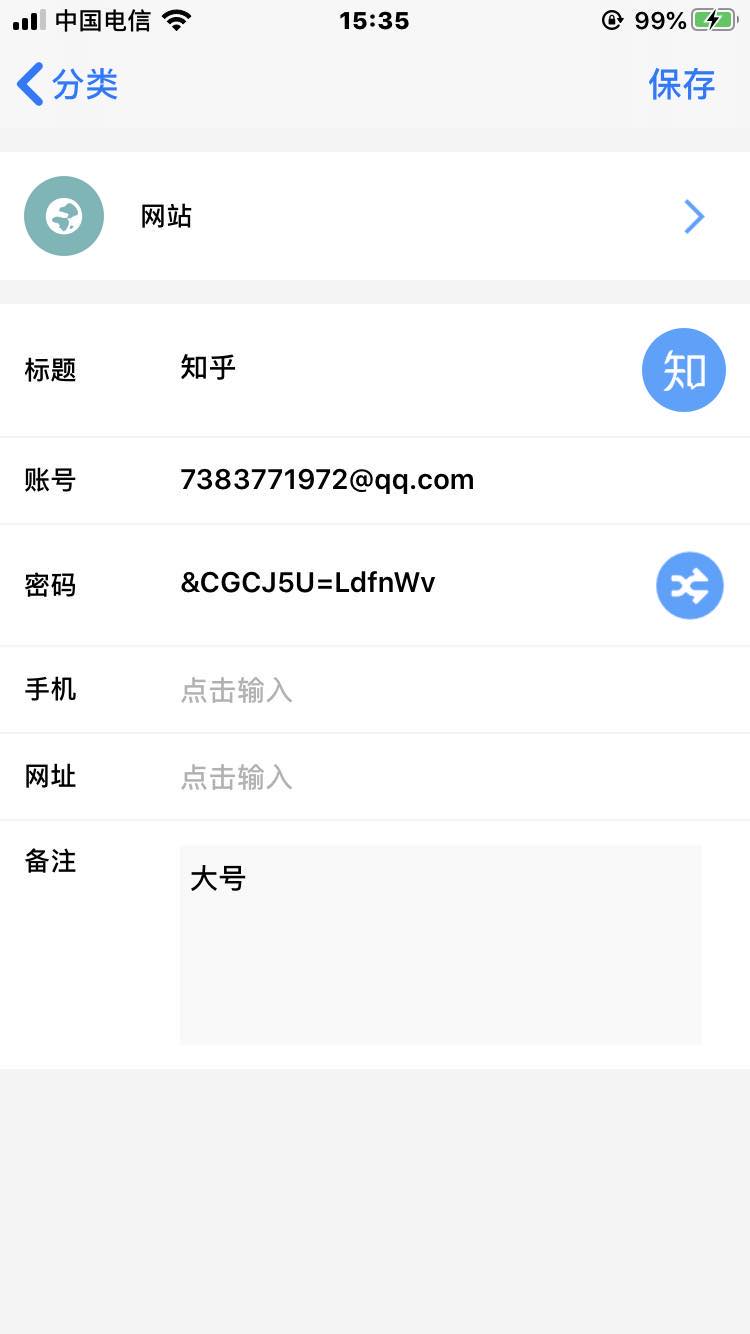 中国电信 15:35 99%
分类 保存
网站
标题 知乎 知
账号 7383771972@qq.com
密码 &CGCJ5U=LdfnWv
手机 点击输入
网址 点击输入
备注 大号